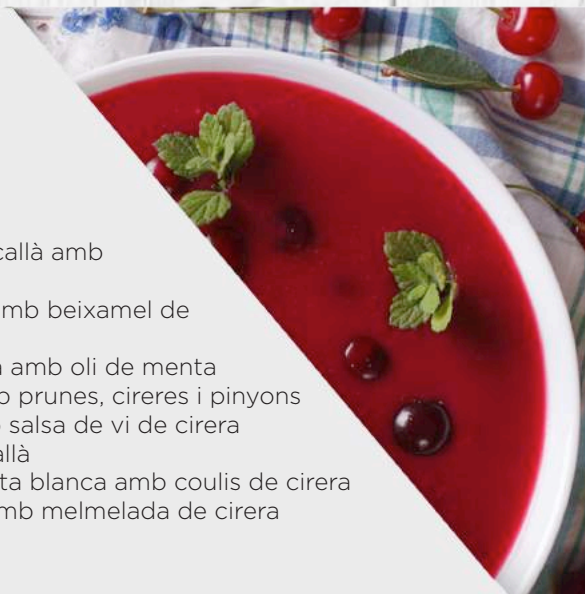 callà amb
mb beixamel de
amb oli de menta
prunes, cireres i pinyons
salsa de vi de cirera
allà
ta blanca amb coulis de cirera
mb melmelada de cirera